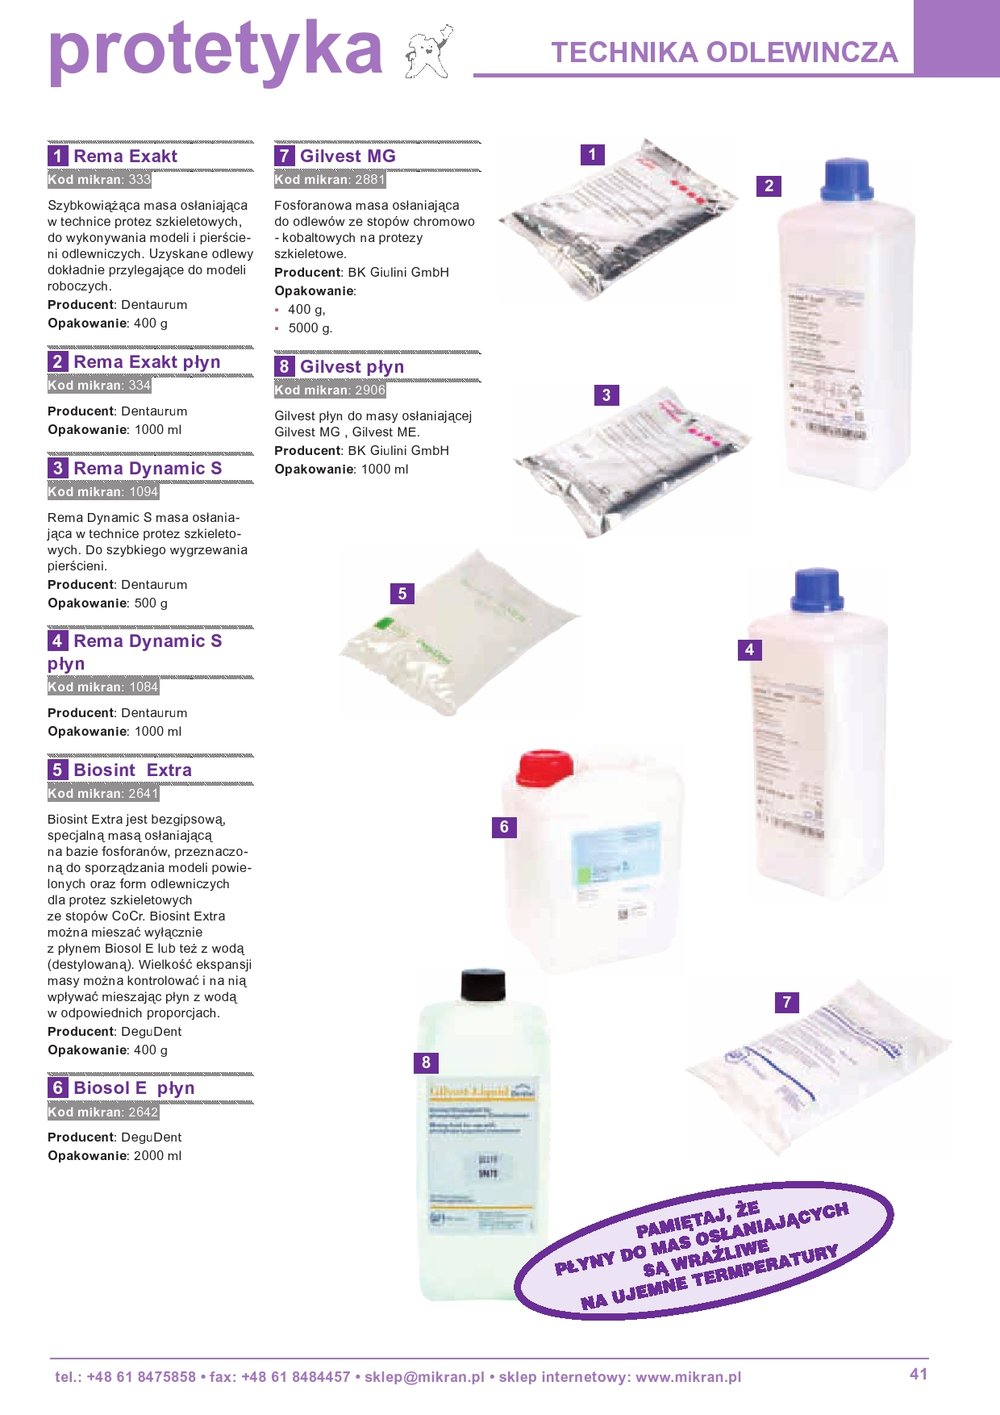 protetyka
TECHNIKA ODLEWINCZA
1 Rema Exakt
Kod mikran: 333
Szybkowiążąca masa osłaniająca
w technice protez szkieletowych,
do wykonywania modeli i pierście-
ni odlewniczych. Uzyskane odlewy
dokładnie przylegające do modeli
roboczych.
Producent: Dentaurum
Opakowanie: 400 g
2 Rema Exakt płyn
Kod mikran: 334
Producent: Dentaurum
Opakowanie: 1000 ml
3 Rema Dynamic S
Kod mikran: 1094
Rema Dynamic S masa osłania-
jąca w technice protez szkieleto-
wych. Do szybkiego wygrzewania
pierścieni.
Producent: Dentaurum
Opakowanie: 500 g
4 Rema Dynamic S
płyn
Kod mikran: 1084
Producent: Dentaurum
Opakowanie: 1000 ml
5 Biosint Extra
Kod mikran: 2641
Biosint Extra jest bezgipsową,
specjalną masą osłaniającą
na bazie fosforanów, przeznaczo-
ną do sporządzania modeli powie-
lonych oraz form odlewniczych
dla protez szkieletowych
ze stopów CoCr. Biosint Extra
można mieszać wyłącznie
z płynem Biosol E lub też z wodą
(destylowaną). Wielkość ekspansji
masy można kontrolować i na nią
wpływać mieszając płyn z wodą
w odpowiednich proporcjach.
Producent: DeguDent
Opakowanie: 400 g
6 Biosol E płyn
Kod mikran: 2642
Producent: DeguDent
Opakowanie: 2000 ml
7 Gilvest MG
Kod mikran: 2881
Fosforanowa masa osłaniająca
do odlewów ze stopów chromowo
- kobaltowych na protezy
szkieletowe.
Producent: BK Giulini GmbH
Opakowanie:
• 400 g,
• 5000 g.
8 Gilvest płyn
Kod mikran: 2906
Gilvest płyn do masy osłaniającej
Gilvest MG , Gilvest ME.
Producent: BK Giulini GmbH
Opakowanie: 1000 ml
1
2
3
5
4
6
7
8
Gilvest-Liquid
PAMIĘTAJ, ŻE
PŁYNY DO MAS OSŁANIAJĄCYCH
SĄ WRAŻLIWE
NA UJEMNE TERMPERATURY
tel.: +48 61 8475858 • fax: +48 61 8484457 • sklep@mikran.pl • sklep internetowy: www.mikran.pl
41